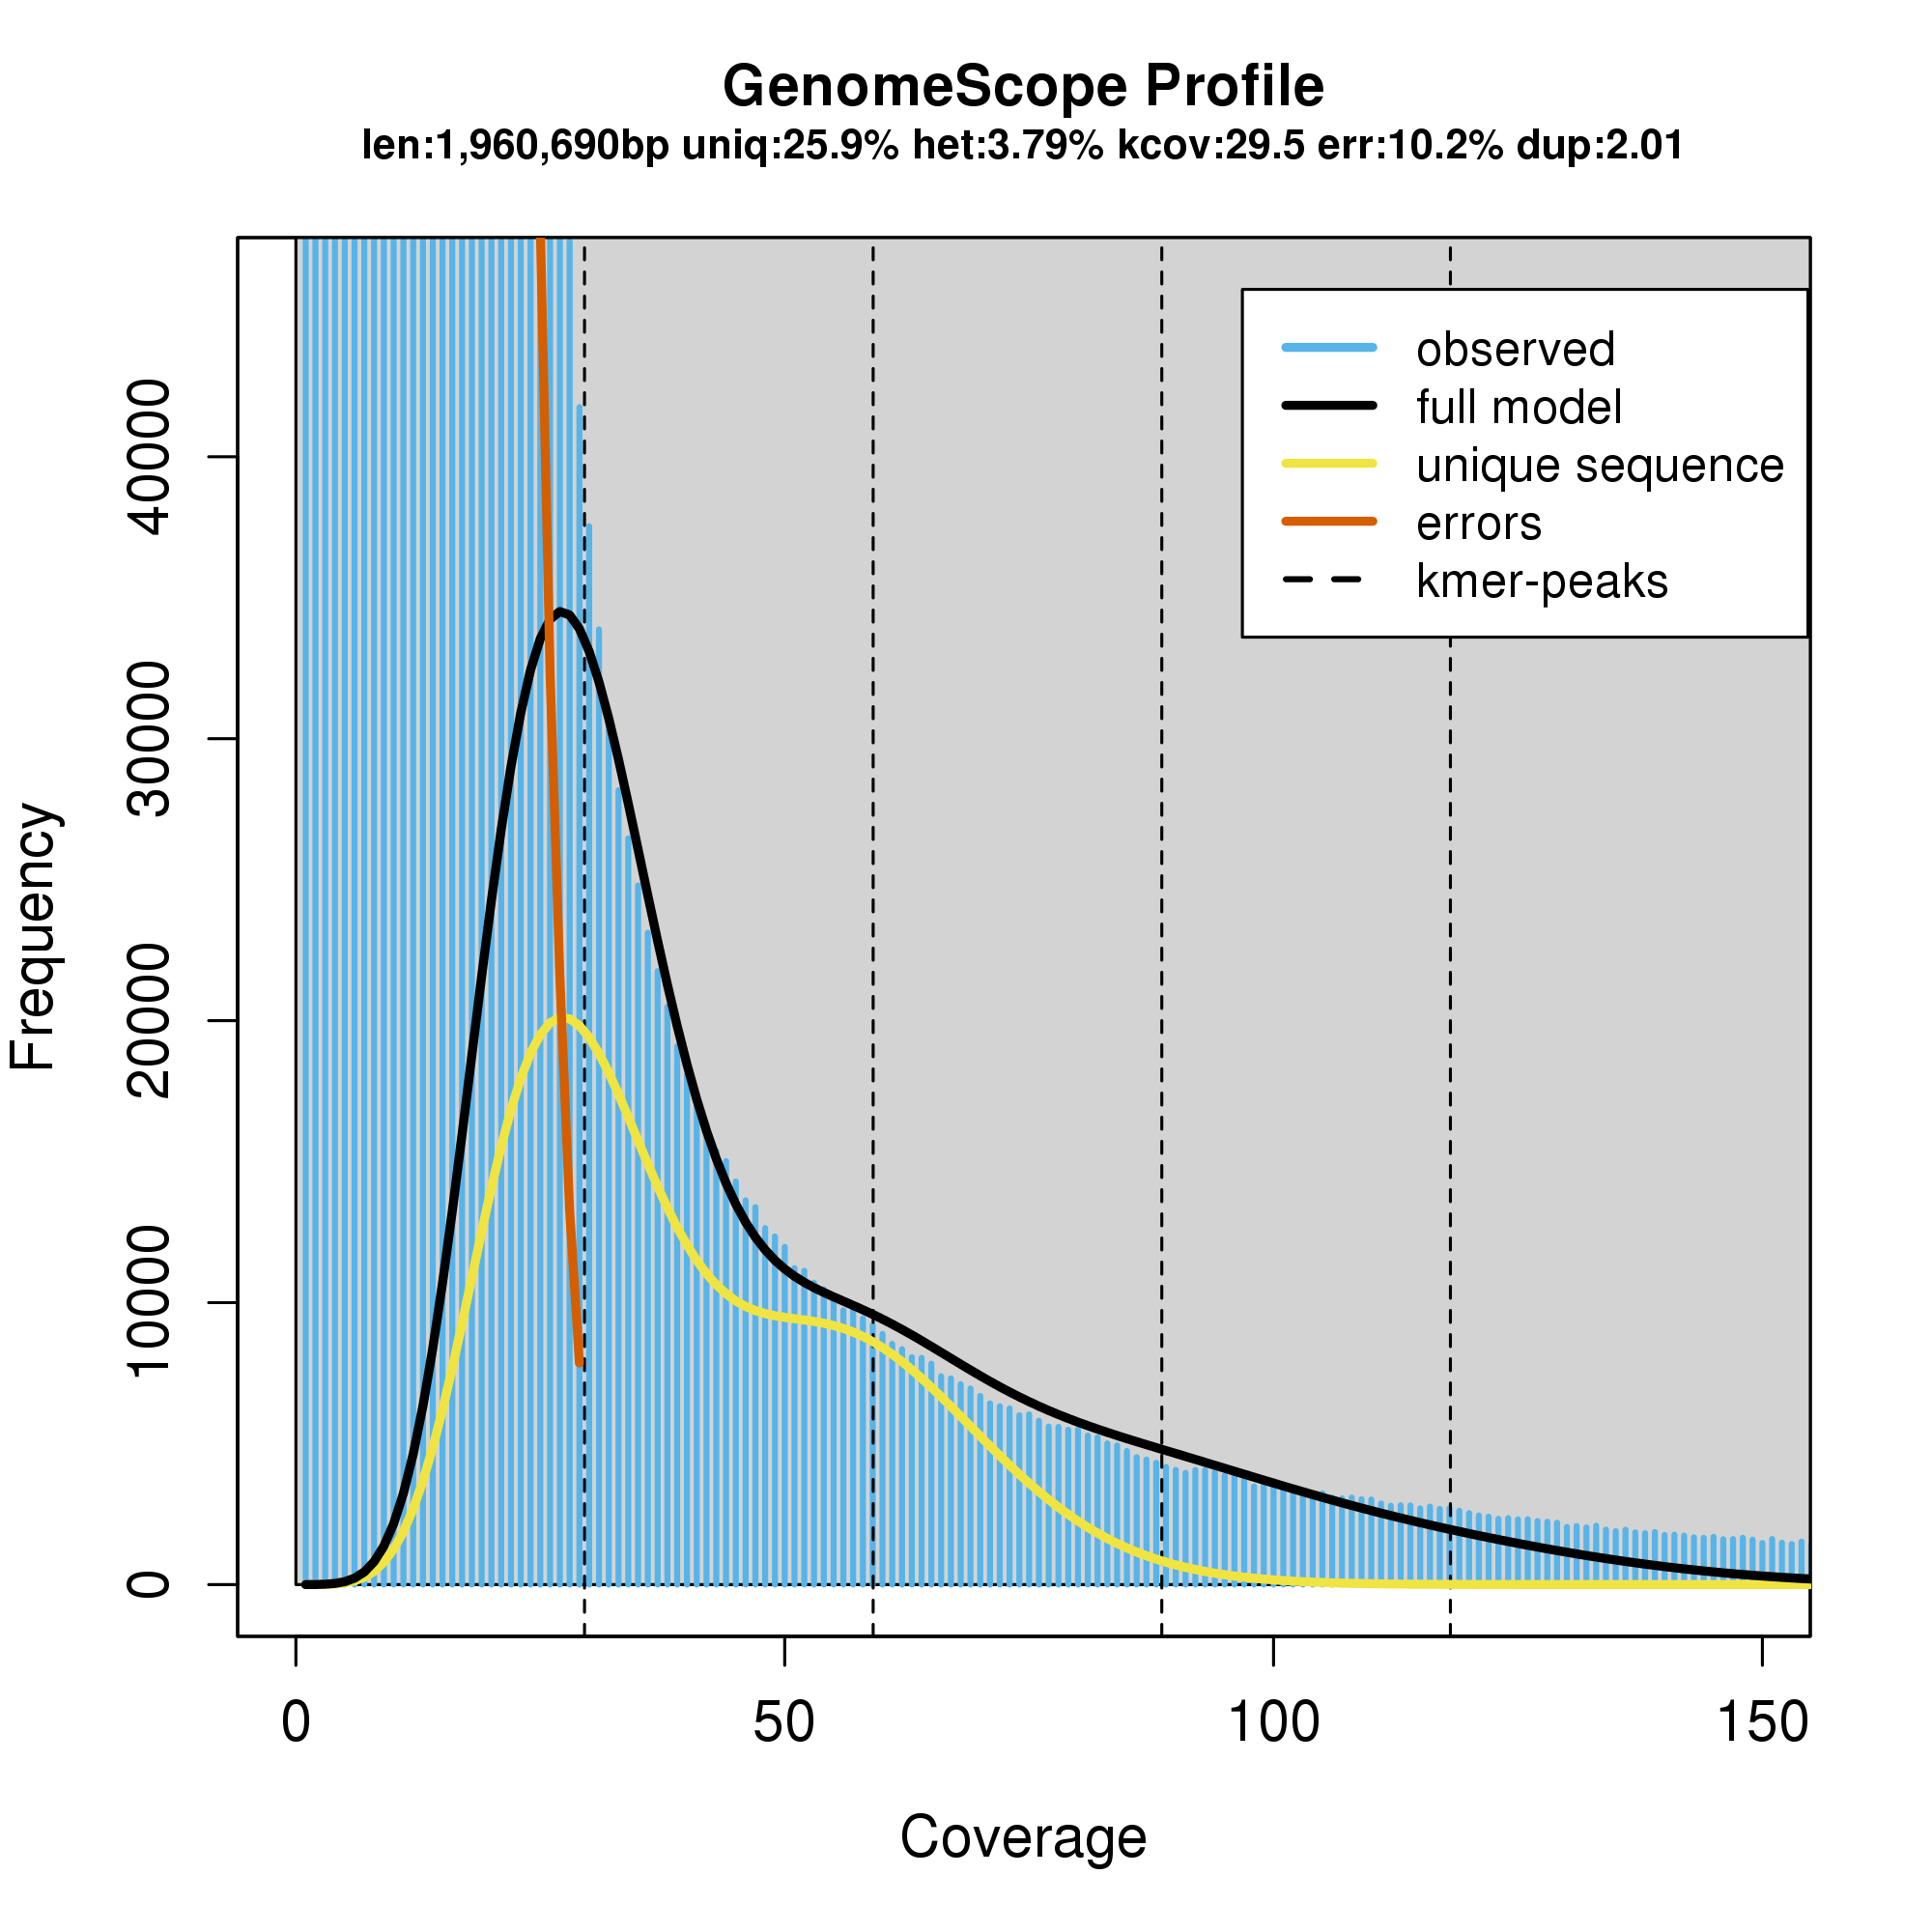 GenomeScope Profile
len:1,960,690bp uniq:25.9% het:3.79% kcov:29.5 err:10.2% dup:2.01
observed
full model
unique sequence
errors
kmer-peaks
Frequency
40000
30000
20000
10000
0
0 50 100 150
Coverage